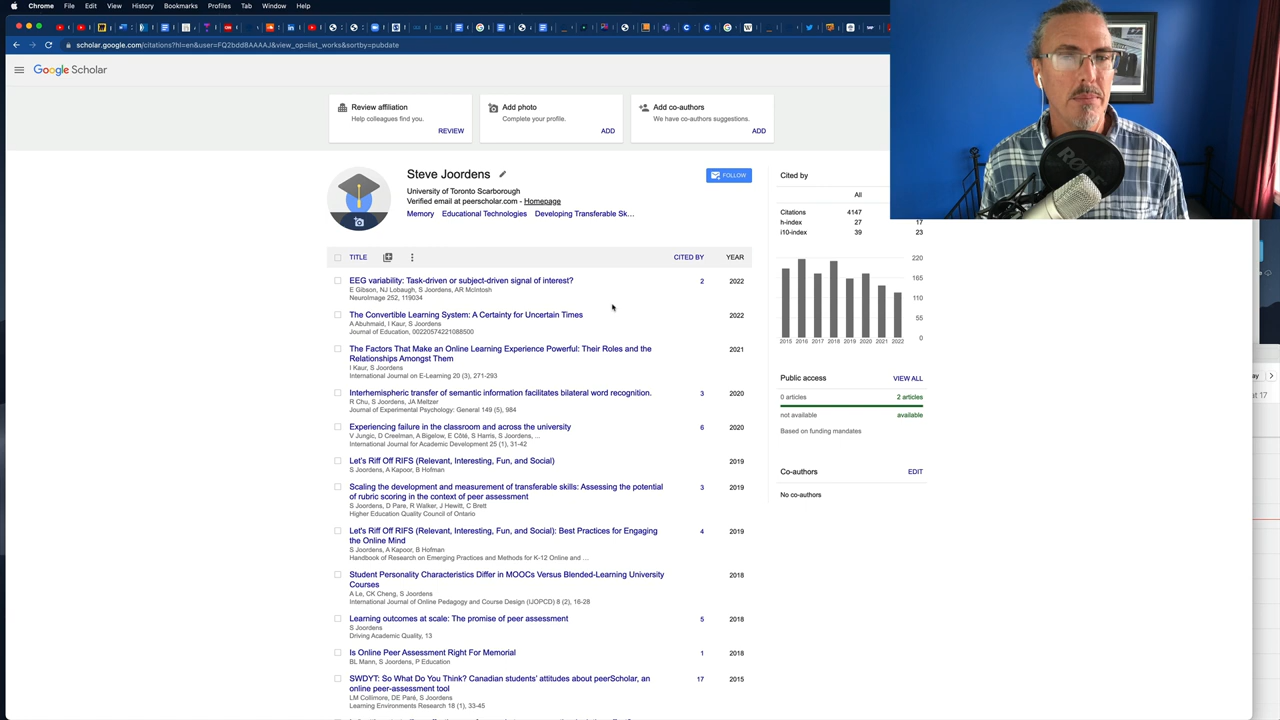 Chrome File Edit View History Bookmarks Profiles Tab Window Help
scholar.google.com/citations?hl=en&user=FQ2bdd8AAAAJ&view_op=list_works&sortby=pubdate
Google Scholar
Review affiliation
Help colleagues find you.
REVIEW
Add photo
Complete your profile.
ADD
Add co-authors
We have co-authors suggestions.
ADD
Steve Joordens
FOLLOW
University of Toronto Scarborough
Verified email at peerscholar.com - Homepage
Memory Educational Technologies Developing Transferable Sk...
TITLE CITED BY YEAR
EEG variability: Task-driven or subject-driven signal of interest? 2 2022
E Gibson, NJ Lobaugh, S Joordens, AR McIntosh
NeuroImage 252, 119034
The Convertible Learning System: A Certainty for Uncertain Times 2022
A Abuhmaid, I Kaur, S Joordens
Journal of Education, 00220574221088500
The Factors That Make an Online Learning Experience Powerful: Their Roles and the 2021
Relationships Amongst Them
I Kaur, S Joordens
International Journal on E-Learning 20 (3), 271-293
Interhemispheric transfer of semantic information facilitates bilateral word recognition. 3 2020
R Chu, S Joordens, JA Meltzer
Journal of Experimental Psychology: General 149 (5), 984
Experiencing failure in the classroom and across the university 6 2020
V Jungic, D Creelman, A Bigelow, E Côté, S Harris, S Joordens, ...
International Journal for Academic Development 25 (1), 31-42
Let's Riff Off RIFS (Relevant, Interesting, Fun, and Social) 2019
S Joordens, A Kapoor, B Hofman
Scaling the development and measurement of transferable skills: Assessing the potential 3 2019
of rubric scoring in the context of peer assessment
S Joordens, D Pare, R Walker, J Hewitt, C Brett
Higher Education Quality Council of Ontario
Let's Riff Off RIFS (Relevant, Interesting, Fun, and Social): Best Practices for Engaging 4 2019
the Online Mind
S Joordens, A Kapoor, B Hofman
Handbook of Research on Emerging Practices and Methods for K-12 Online and ...
Student Personality Characteristics Differ in MOOCs Versus Blended-Learning University 2018
Courses
A Le, CK Cheng, S Joordens
International Journal of Online Pedagogy and Course Design (IJOPCD) 8 (2), 16-28
Learning outcomes at scale: The promise of peer assessment 5 2018
S Joordens
Driving Academic Quality, 13
Is Online Peer Assessment Right For Memorial 1 2018
BL Mann, S Joordens, P Education
SWDYT: So What Do You Think? Canadian students' attitudes about peerScholar, an 17 2015
online peer-assessment tool
LM Collimore, DE Paré, S Joordens
Learning Environments Research 18 (1), 33-45
Cited by
All
Citations 4147
h-index 27 17
i10-index 39 23
220
165
110
55
0
2015 2016 2017 2018 2019 2020 2021 2022
Public access VIEW ALL
0 articles 2 articles
not available available
Based on funding mandates
Co-authors EDIT
No co-authors